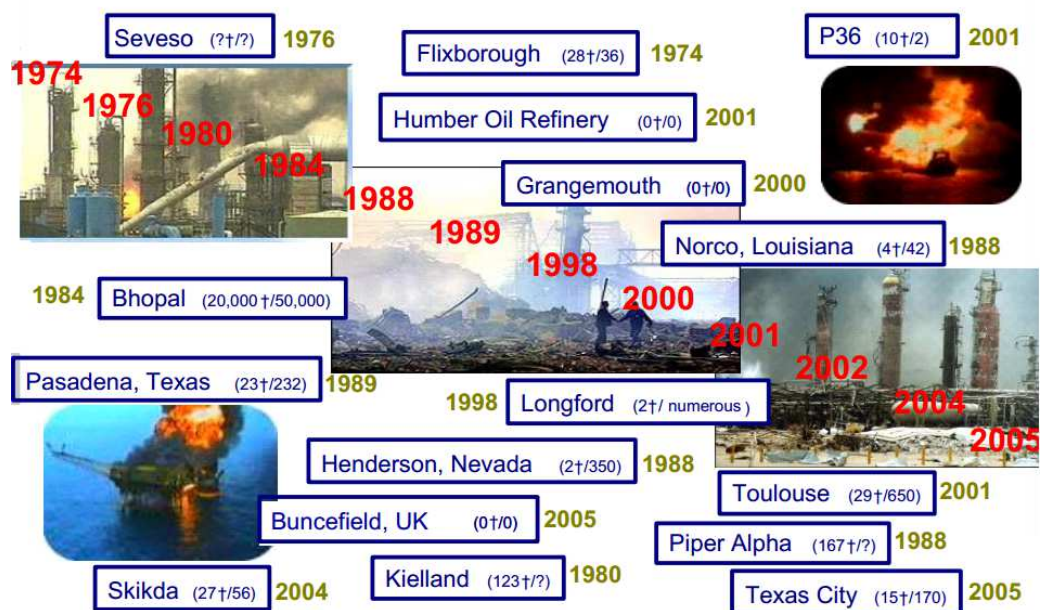 Seveso (?†/?) 1976
Flixborough (28†/36) 1974
P36 (10†/2) 2001
1974
1976
1980
1984
1988
1989
1998
2000
2001
2002
2004
2005
Humber Oil Refinery (0†/0) 2001
Grangemouth (0†/0) 2000
Norco, Louisiana (4†/42) 1988
1984 Bhopal (20,000†/50,000)
Pasadena, Texas (23†/232) 1989
1998 Longford (2†/ numerous )
Henderson, Nevada (2†/350) 1988
Toulouse (29†/650) 2001
Buncefield, UK (0†/0) 2005
Piper Alpha (167†/?) 1988
Skikda (27†/56) 2004
Kielland (123†/?) 1980
Texas City (15†/170) 2005